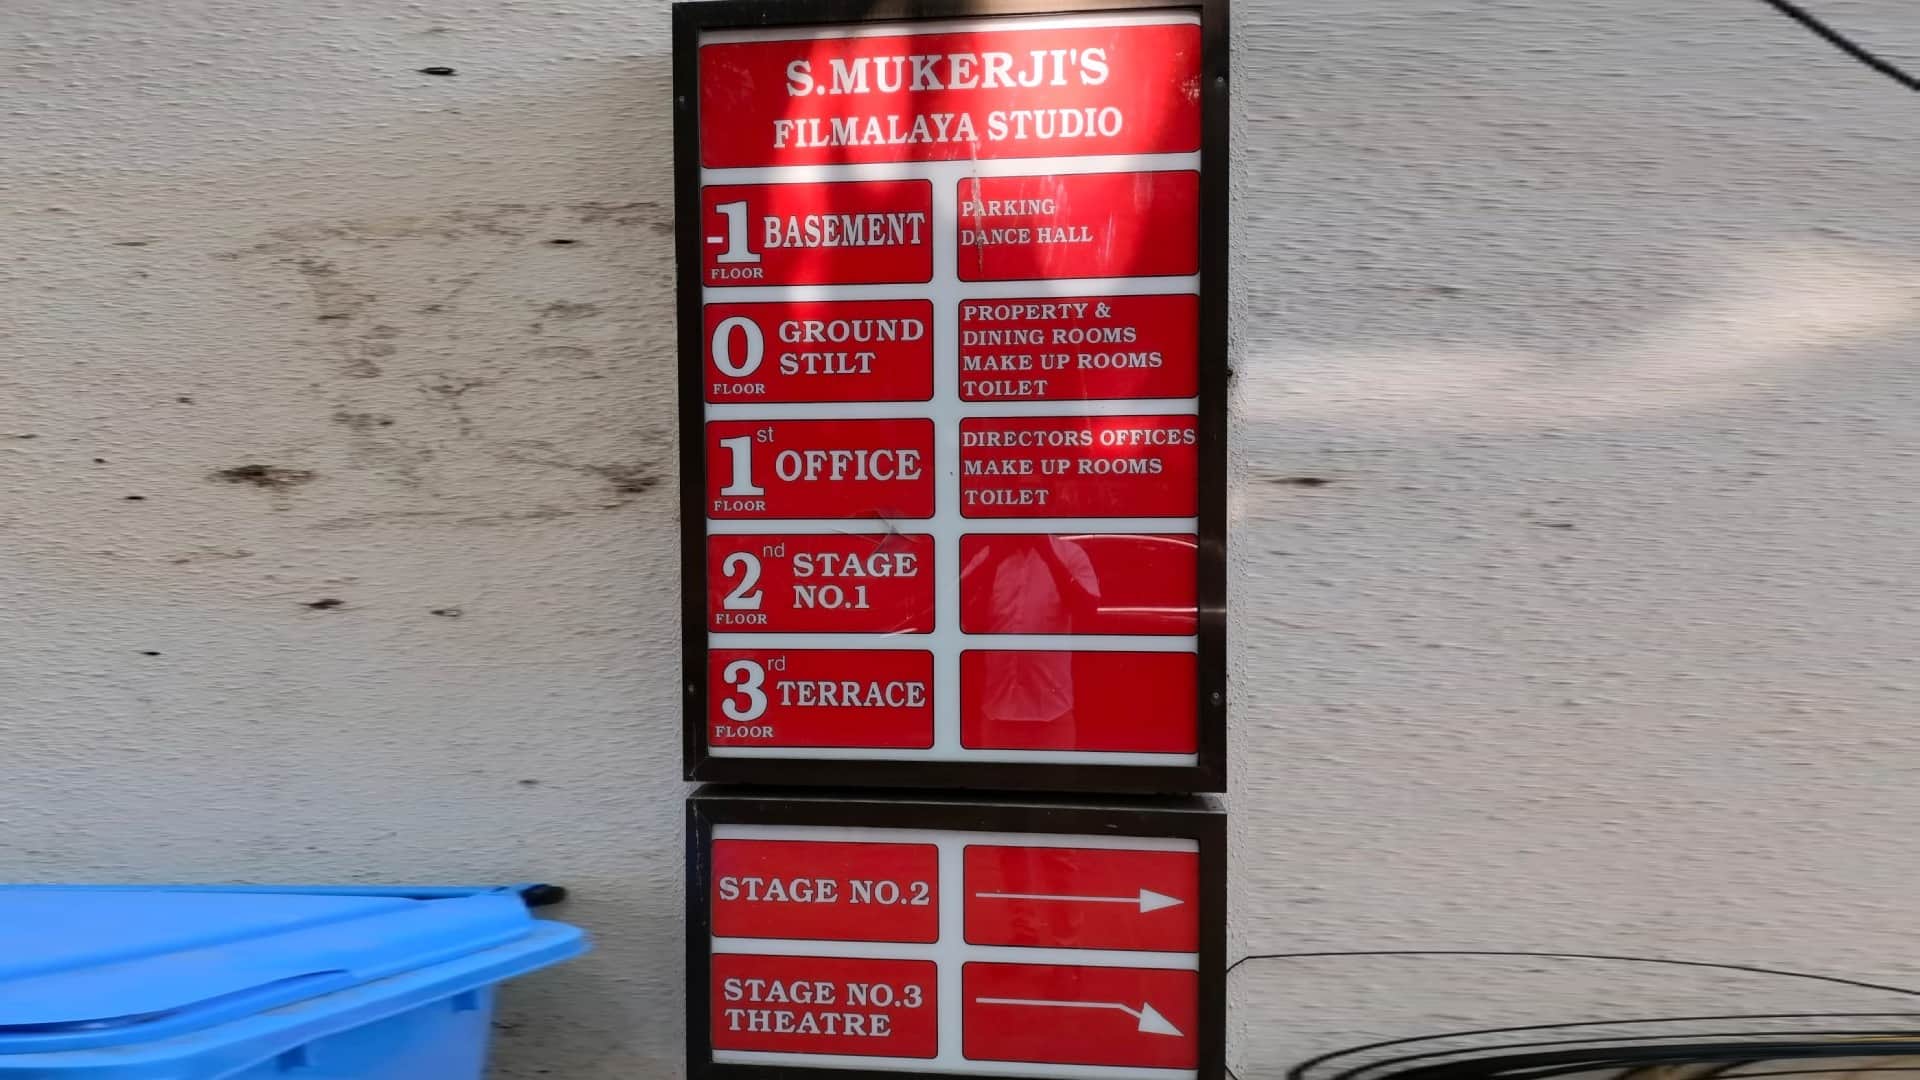 S.MUKERJI'S
FILMALAYA STUDIO
-1 BASEMENT
FLOOR
PARKING
DANCE HALL
0 GROUND
STILT
FLOOR
PROPERTY &
DINING ROOMS
MAKE UP ROOMS
TOILET
1st OFFICE
FLOOR
DIRECTORS OFFICES
MAKE UP ROOMS
TOILET
2nd STAGE
NO.1
FLOOR
3rd TERRACE
FLOOR
STAGE NO.2
STAGE NO.3
THEATRE